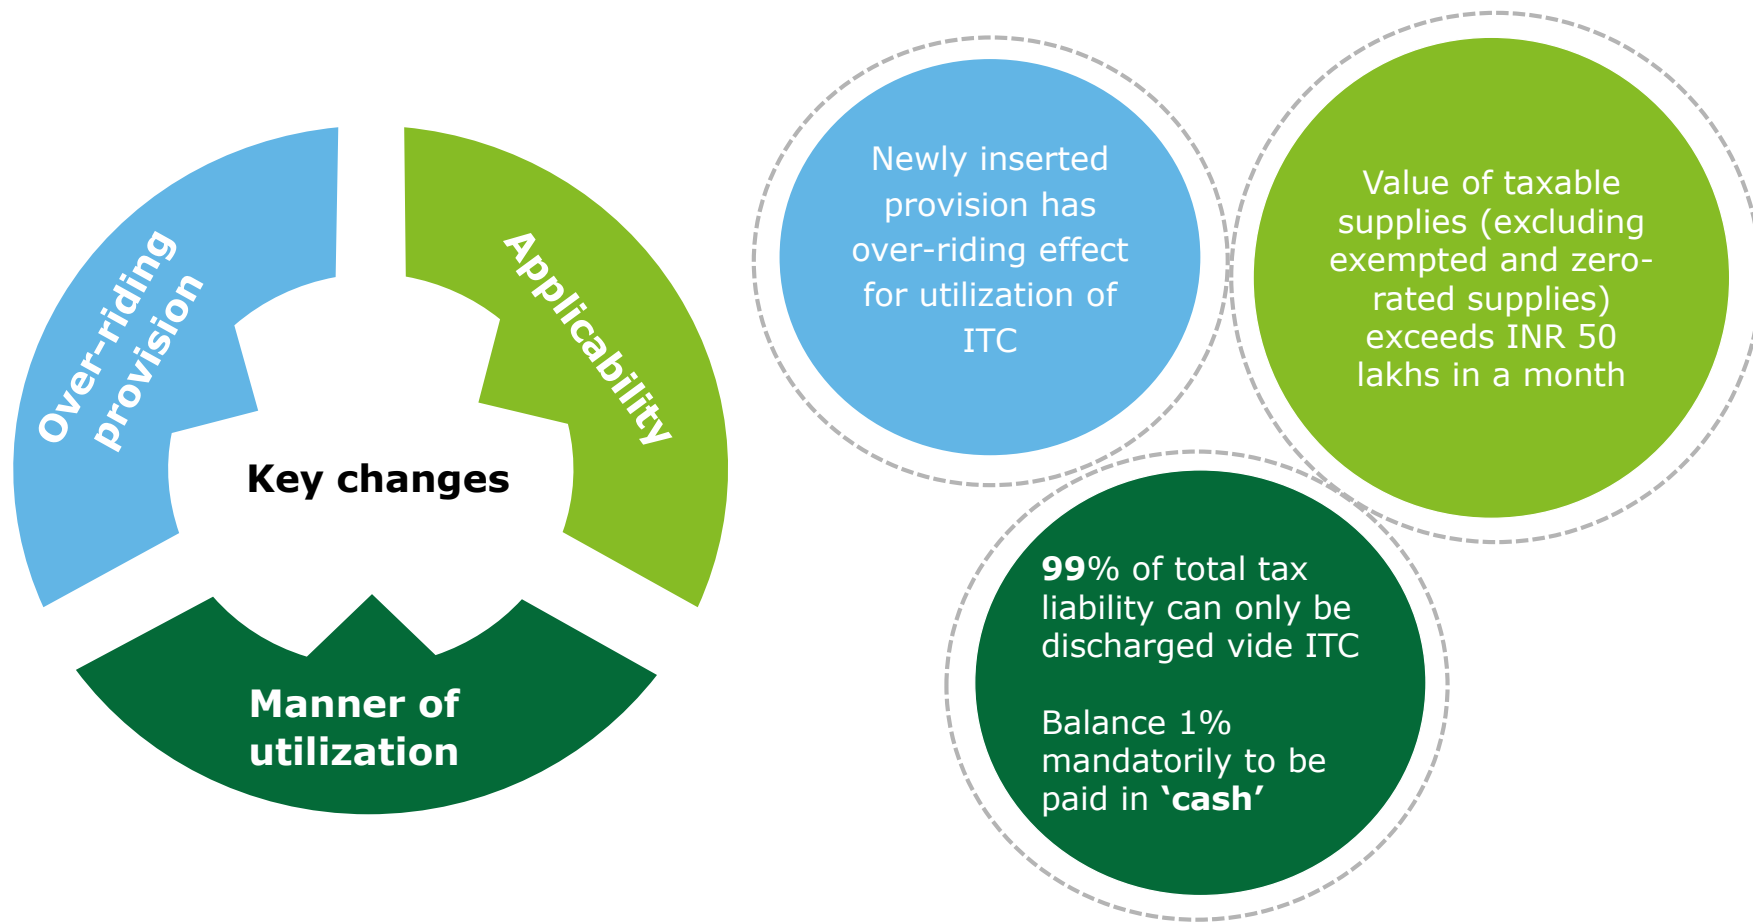 Over-riding
provision
Applicability
Key changes
Manner of
utilization
Newly inserted
provision has
over-riding effect
for utilization of
ITC
Value of taxable
supplies (excluding
exempted and zero-
rated supplies)
exceeds INR 50
lakhs in a month
99% of total tax
liability can only be
discharged vide ITC
Balance 1%
mandatorily to be
paid in ‘cash’